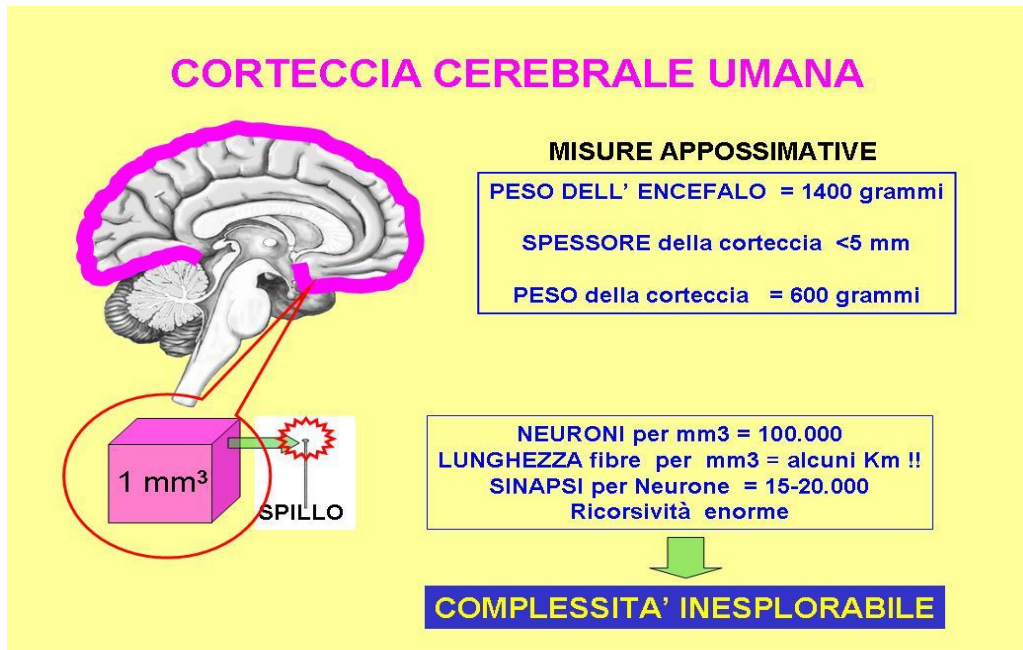 CORTECCIA CEREBRALE UMANA
MISURE APPOSSIMATIVE
PESO DELL' ENCEFALO = 1400 grammi
SPESSORE della corteccia <5 mm
PESO della corteccia = 600 grammi
1 mm³
SPILLO
NEURONI per mm3 = 100.000
LUNGHEZZA fibre per mm3 = alcuni Km !!
SINAPSI per Neurone = 15-20.000
Ricorsività enorme
COMPLESSITA' INESPLORABILE